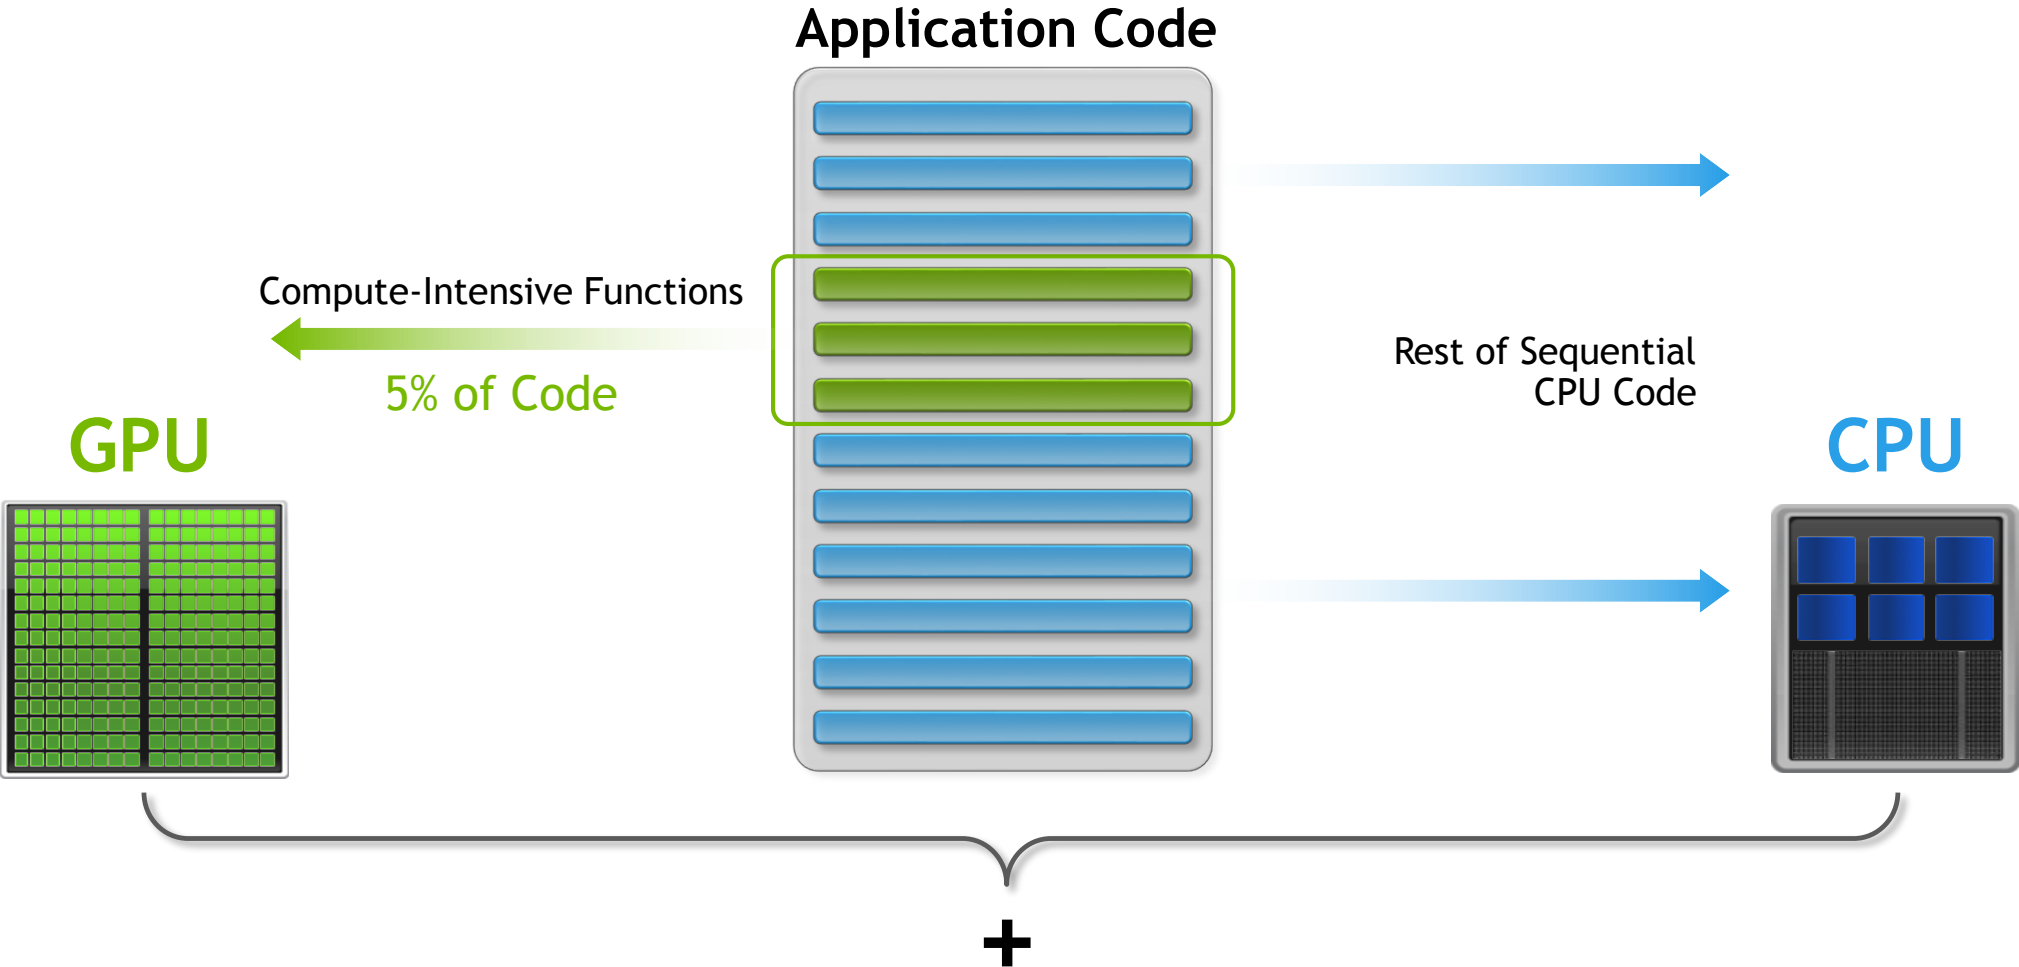 Application Code
Compute-Intensive Functions
5% of Code
Rest of Sequential
CPU Code
GPU
CPU
+